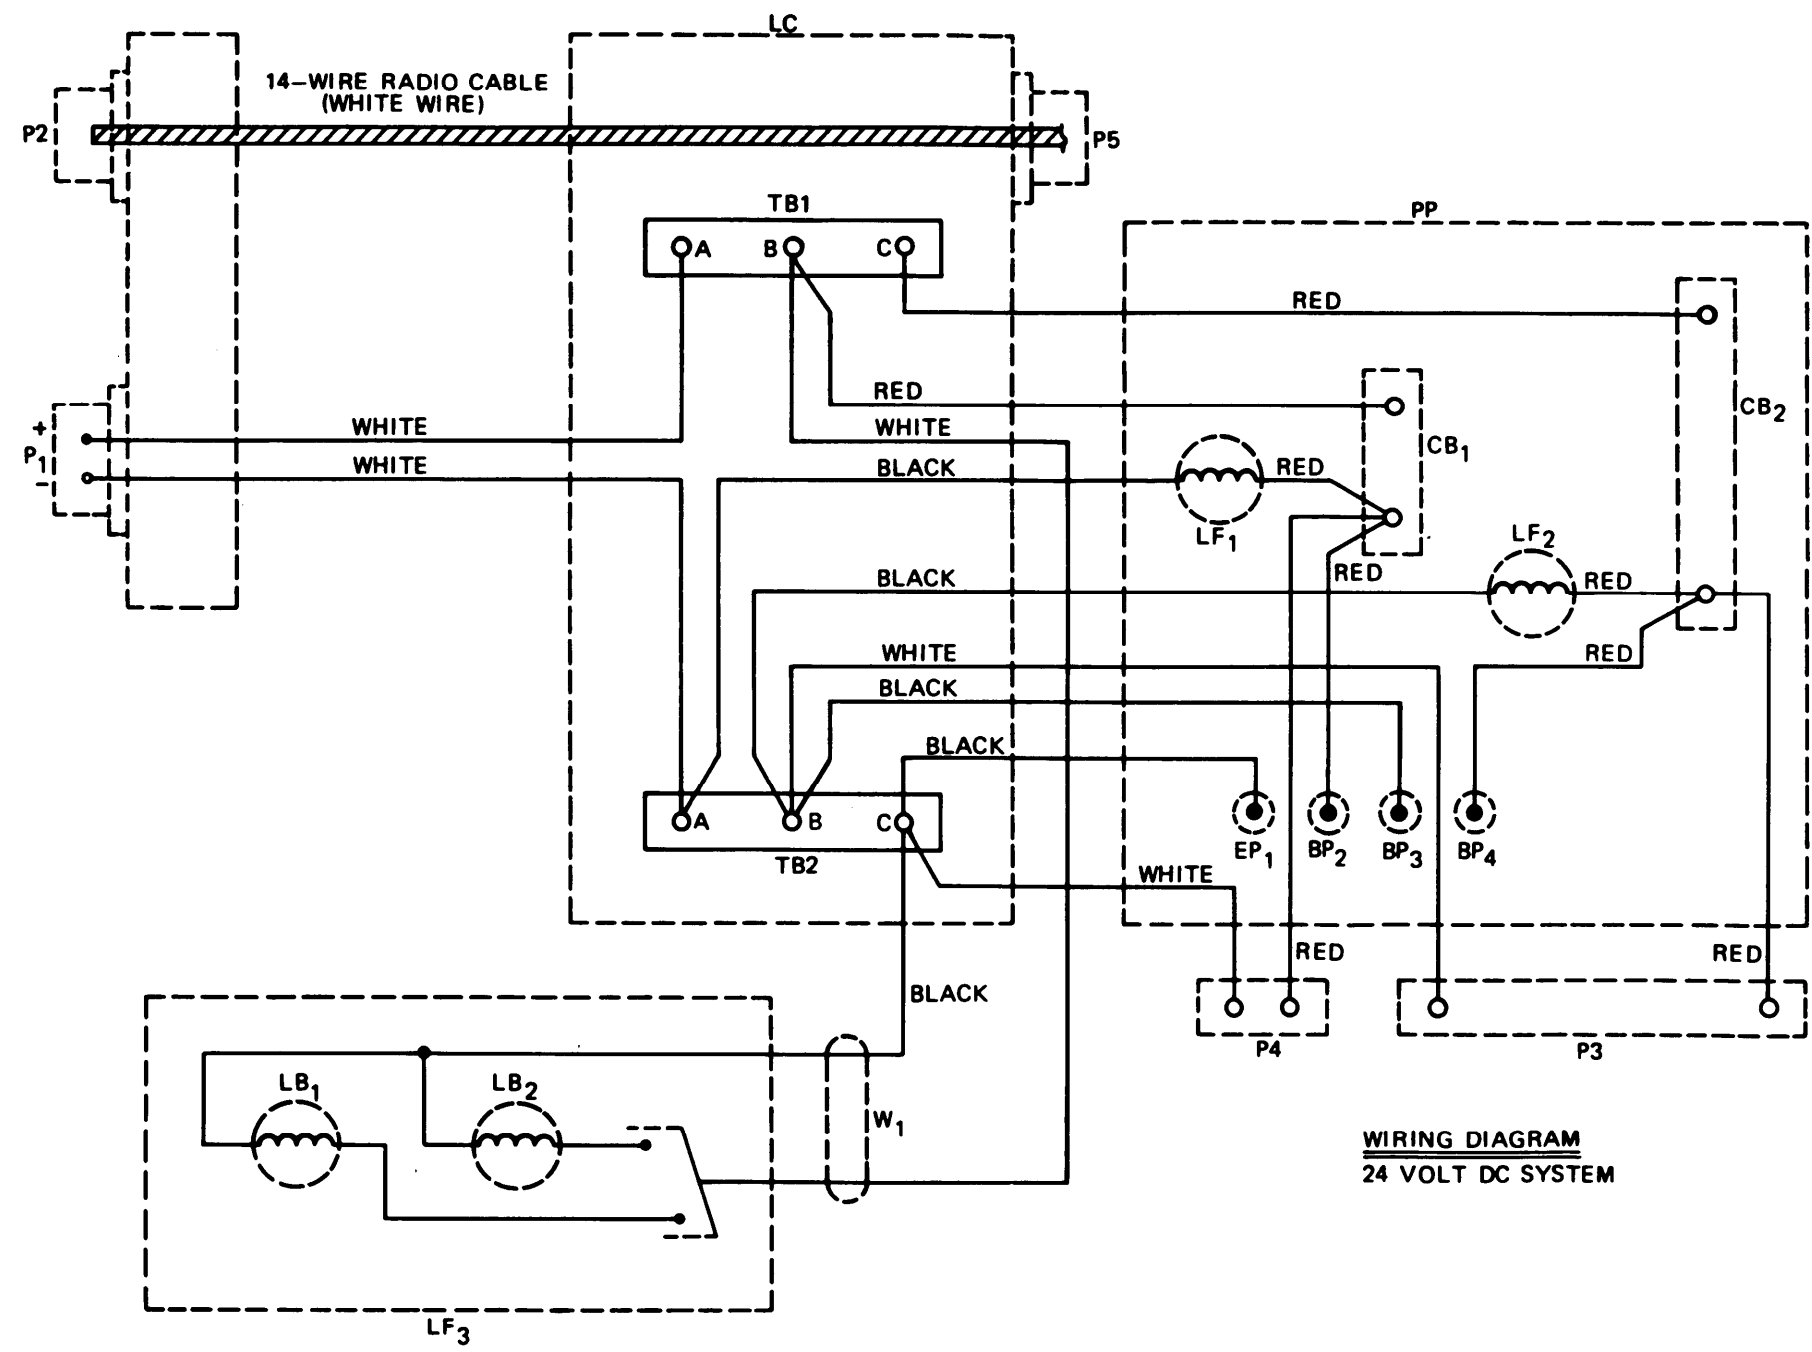 LC
14-WIRE RADIO CABLE
(WHITE WIRE)
P2
P5
TB1
A B C
PP
RED
CB2
RED
WHITE
WHITE
CB1
+
P1
-
WHITE
BLACK
RED
LF1
LF2
RED
BLACK
RED
WHITE
RED
BLACK
BLACK
A B C
TB2
EP1 BP2 BP3 BP4
WHITE
RED
RED
BLACK
P4
P3
LB1
LB2
W1
WIRING DIAGRAM
24 VOLT DC SYSTEM
LF3